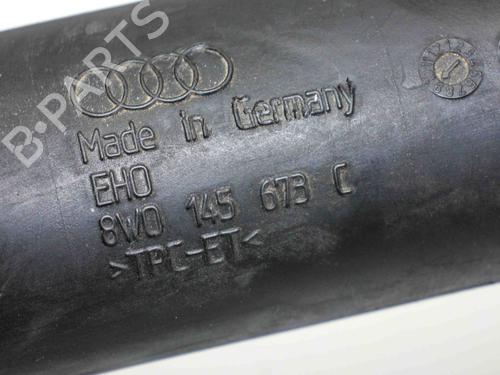 B-PARTS
Made in Germany
EHO
8W0 145 673 C
>TPC-ET<